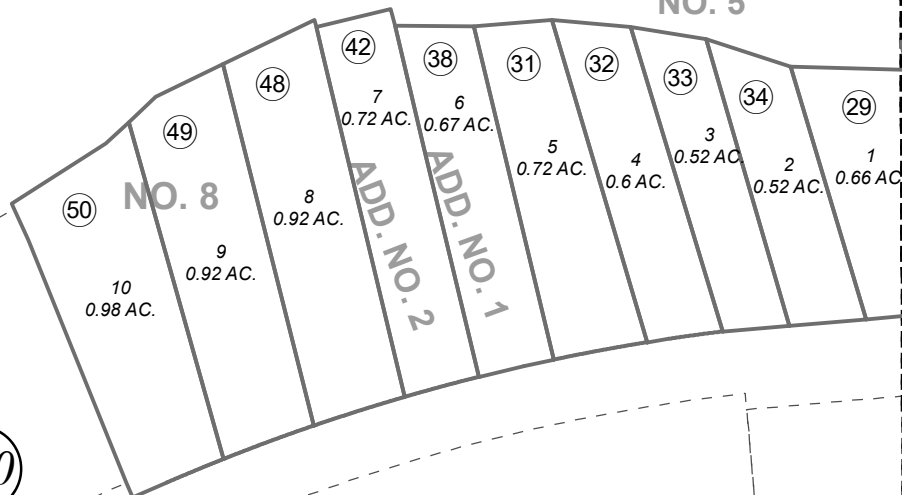 NO. 5
42
7
0.72 AC.
38
6
0.67 AC.
31
5
0.72 AC.
32
4
0.6 AC.
33
3
0.52 AC.
34
2
0.52 AC.
29
1
0.66 AC
48
8
0.92 AC.
49
9
0.92 AC.
50
10
0.98 AC.
NO. 8
ADD. NO. 2
ADD. NO. 1